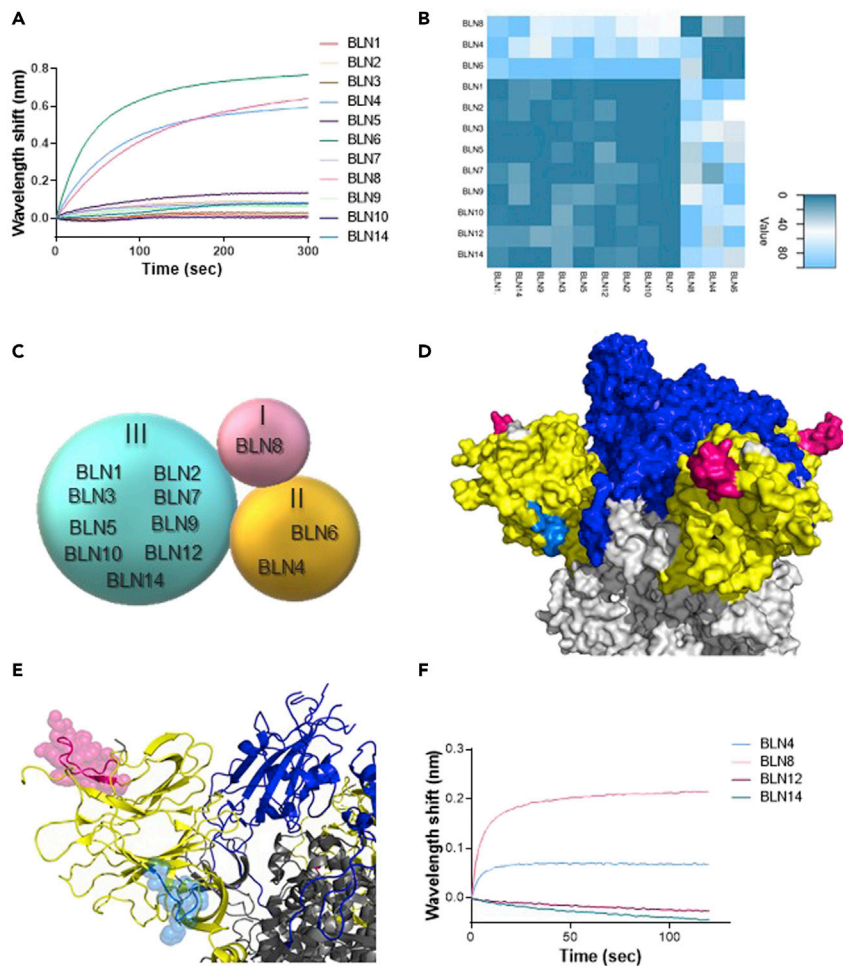 A
Wavelength shift (nm)
0.8
0.6
0.4
0.2
0.0
0
100
200
300
Time (sec)
BLN1
BLN2
BLN3
BLN4
BLN5
BLN6
BLN7
BLN8
BLN9
BLN10
BLN14
B
BLN8
BLN4
BLN6
BLN1
BLN2
BLN3
BLN5
BLN7
BLN9
BLN10
BLN12
BLN14
BLN1.
BLN14
BLN9
BLN3
BLN5
BLN12
BLN2
BLN10
BLN7
BLN8
BLN4
BLN6
0
40
80
Value
C
III
BLN1 BLN2
BLN3 BLN7
BLN5 BLN9
BLN10 BLN12
BLN14
I
BLN8
II
BLN6
BLN4
D
E
F
Wavelength shift (nm)
0.3
0.2
0.1
0.0
0
50
100
Time (sec)
BLN4
BLN8
BLN12
BLN14